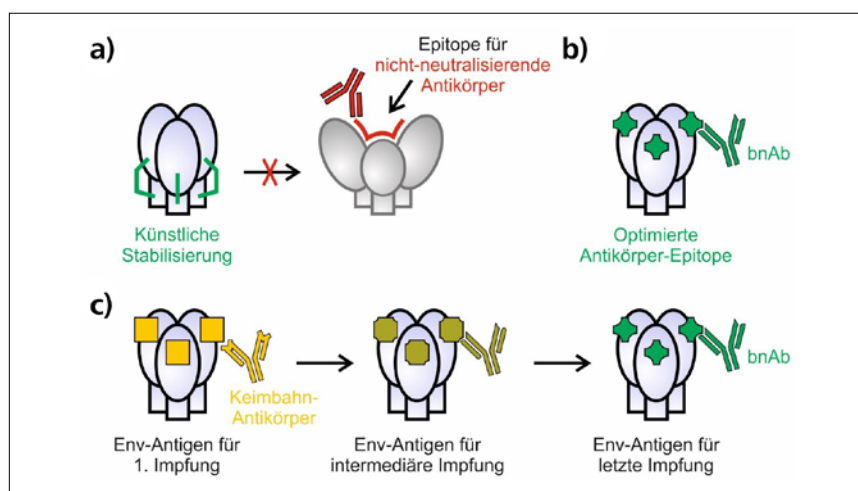 a)
Epitope für
nicht-neutralisierende
Antikörper
b)
bnAb
Künstliche
Stabilisierung
Optimierte
Antikörper-Epitope
c)
Keimbahn-
Antikörper
bnAb
Env-Antigen für
1. Impfung
Env-Antigen für
intermediäre Impfung
Env-Antigen für
letzte Impfung